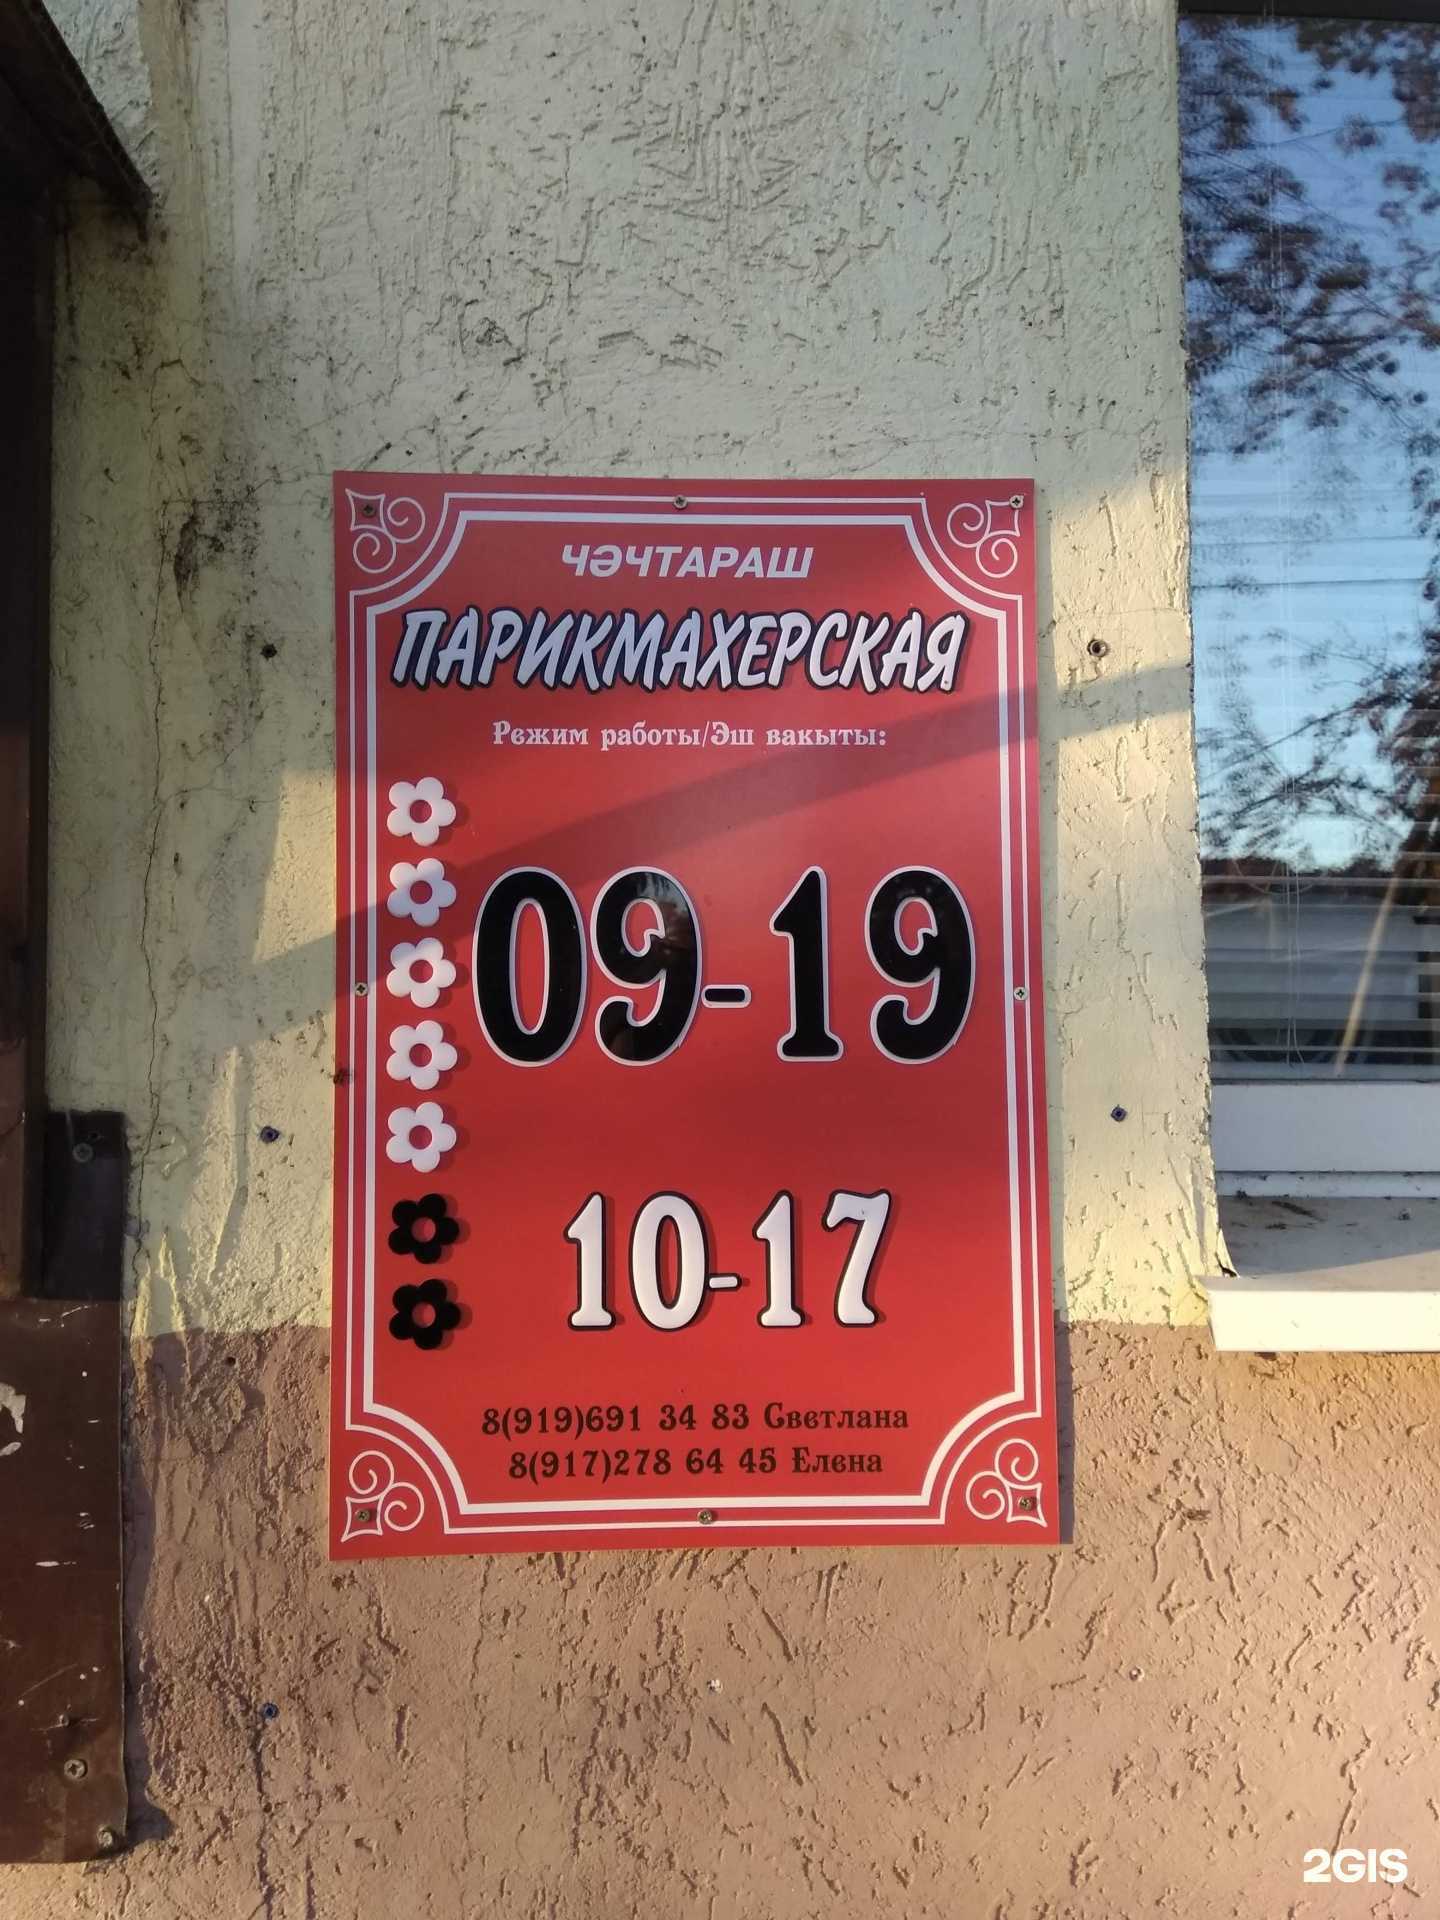 ЧӘЧТАРАШ
ПАРИКМАХЕРСКАЯ
Режим работы/Эш вакыты:
09-19
10-17
8(919)691 34 83 Светлана
8(917)278 64 45 Елена
2GIS